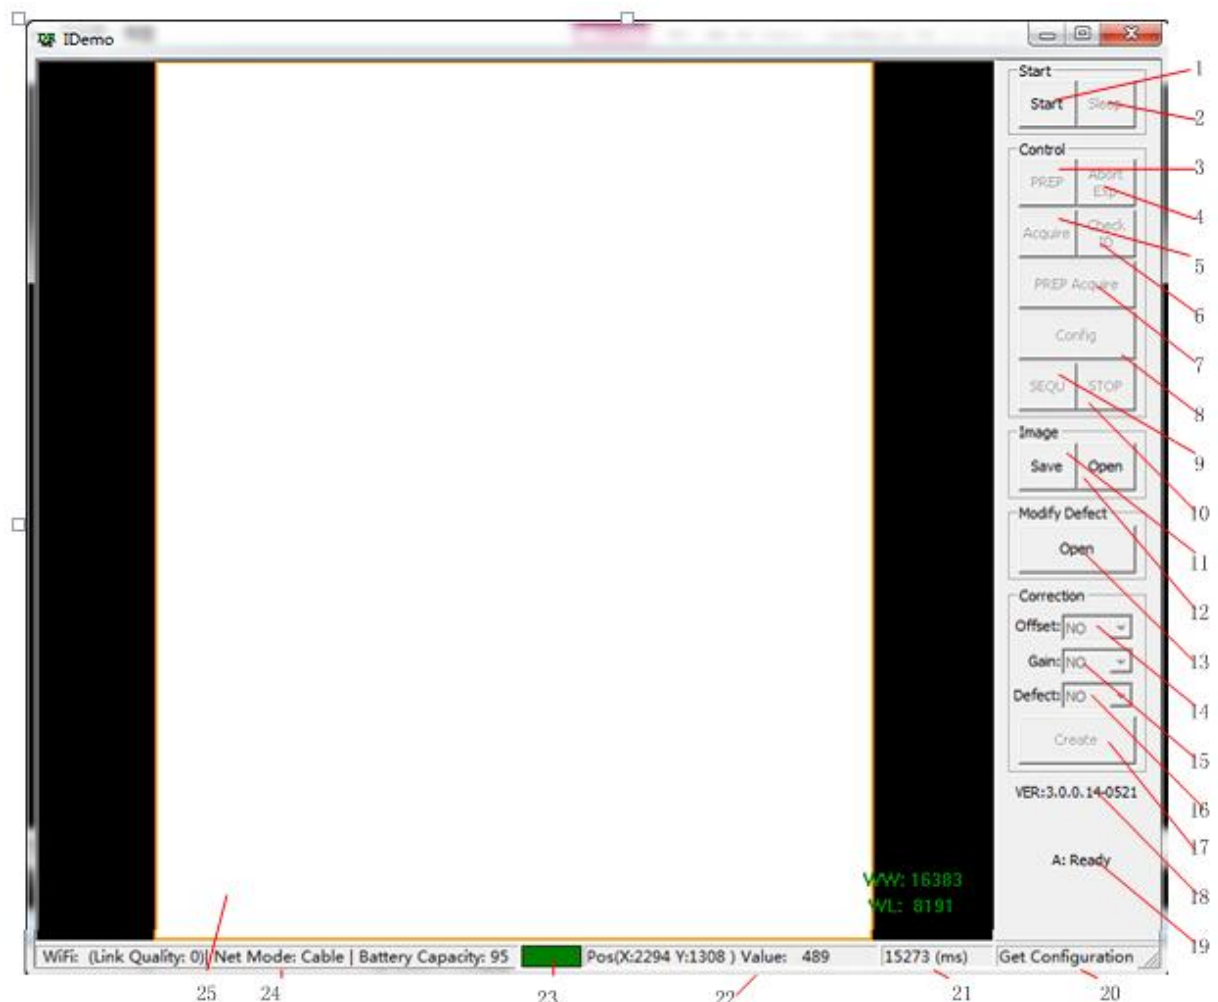 IDemo
Start
Start Sleep
Control
PREP Abort Exp
Acquire Check IO
PREP Acquire
Config
SEQU STOP
Image
Save Open
Modify Defect
Open
Correction
Offset: NO
Gain: NO
Defect: NO
Create
VER:3.0.0.14-0521
A: Ready
WW: 16383
WL: 8191
WiFi: (Link Quality: 0)| Net Mode: Cable | Battery Capacity: 95
Pos(X:2294 Y:1308 ) Value: 489
15273 (ms)
Get Configuration
1
2
3
4
5
6
7
8
9
10
11
12
13
14
15
16
17
18
19
25 24 23 22 21 20